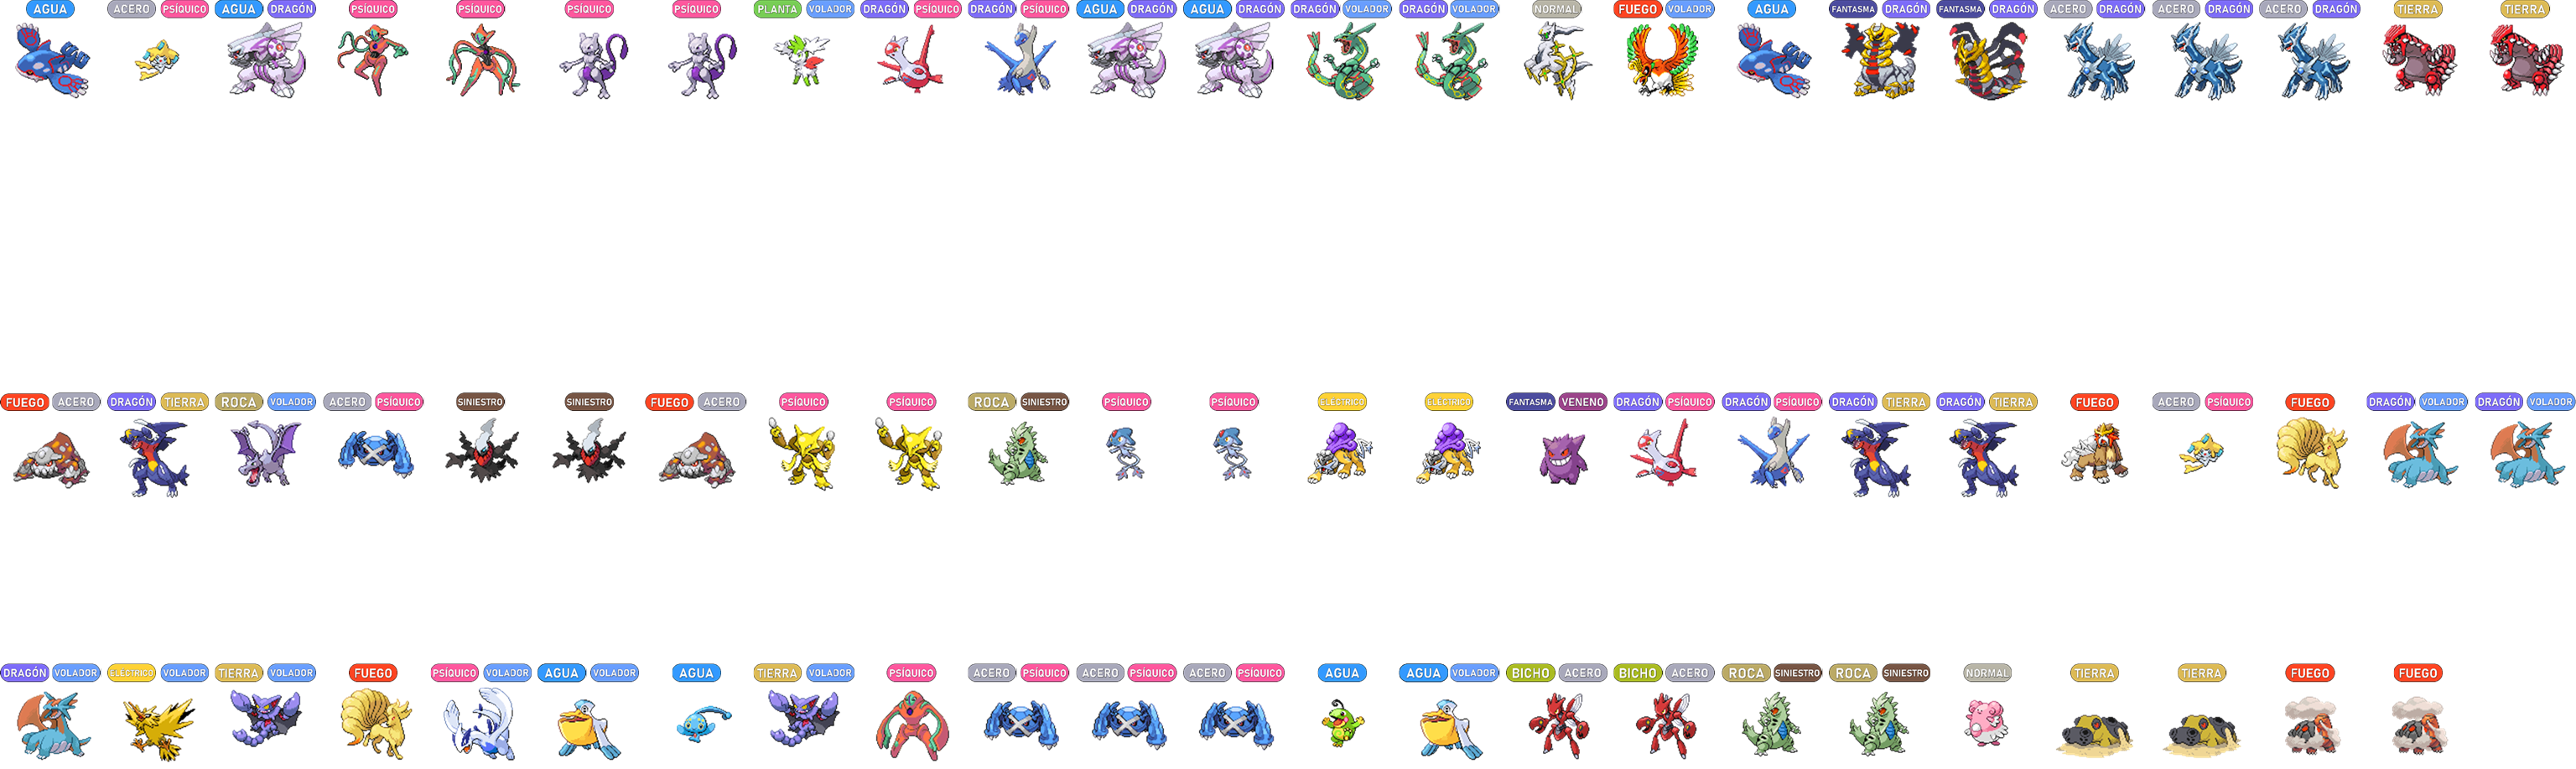 AGUA ACERO PSÍQUICO AGUA DRAGÓN PSÍQUICO PSÍQUICO PSÍQUICO PSÍQUICO PLANTA VOLADOR DRAGÓN PSÍQUICO DRAGÓN PSÍQUICO AGUA DRAGÓN AGUA DRAGÓN DRAGÓN VOLADOR DRAGÓN VOLADOR NORMAL FUEGO VOLADOR AGUA FANTASMA DRAGÓN FANTASMA DRAGÓN ACERO DRAGÓN ACERO DRAGÓN ACERO DRAGÓN TIERRA TIERRA
FUEGO ACERO DRAGÓN TIERRA ROCA VOLADOR ACERO PSÍQUICO SINIESTRO SINIESTRO FUEGO ACERO PSÍQUICO PSÍQUICO ROCA SINIESTRO PSÍQUICO PSÍQUICO ELÉCTRICO ELÉCTRICO FANTASMA VENENO DRAGÓN PSÍQUICO DRAGÓN PSÍQUICO DRAGÓN TIERRA DRAGÓN TIERRA FUEGO ACERO PSÍQUICO FUEGO DRAGÓN VOLADOR DRAGÓN VOLADOR
DRAGÓN VOLADOR ELÉCTRICO VOLADOR TIERRA VOLADOR FUEGO PSÍQUICO VOLADOR AGUA VOLADOR AGUA TIERRA VOLADOR PSÍQUICO ACERO PSÍQUICO ACERO PSÍQUICO ACERO PSÍQUICO AGUA AGUA VOLADOR BICHO ACERO BICHO ACERO ROCA SINIESTRO ROCA SINIESTRO NORMAL TIERRA TIERRA FUEGO FUEGO